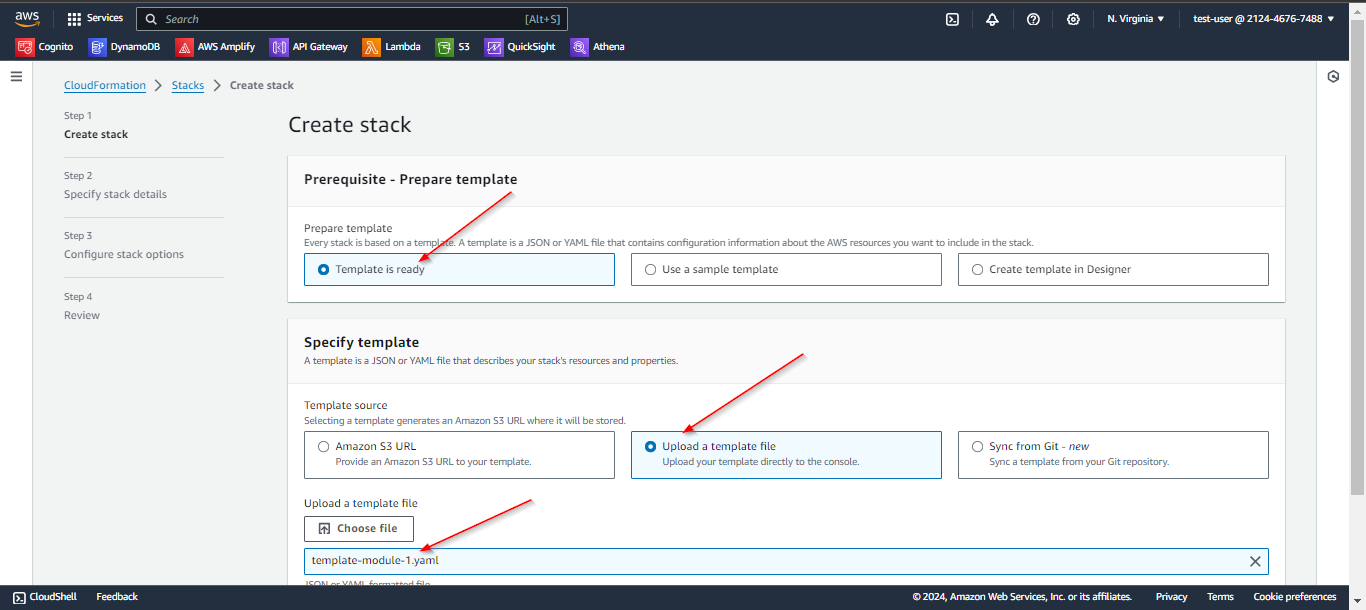 aws
Services
Search
[Alt+S]
N. Virginia
test-user @ 2124-4676-7488
Cognito
DynamoDB
AWS Amplify
API Gateway
Lambda
S3
QuickSight
Athena
CloudFormation
Stacks
Create stack
Step 1
Create stack
Step 2
Specify stack details
Step 3
Configure stack options
Step 4
Review
Create stack
Prerequisite - Prepare template
Prepare template
Every stack is based on a template. A template is a JSON or YAML file that contains configuration information about the AWS resources you want to include in the stack.
Template is ready
Use a sample template
Create template in Designer
Specify template
A template is a JSON or YAML file that describes your stack's resources and properties.
Template source
Selecting a template generates an Amazon S3 URL where it will be stored.
Amazon S3 URL
Provide an Amazon S3 URL to your template.
Upload a template file
Upload your template directly to the console.
Sync from Git - new
Sync a template from your Git repository.
Upload a template file
Choose file
template-module-1.yaml
JSON or YAML formatted file
CloudShell
Feedback
© 2024, Amazon Web Services, Inc. or its affiliates.
Privacy
Terms
Cookie preferences